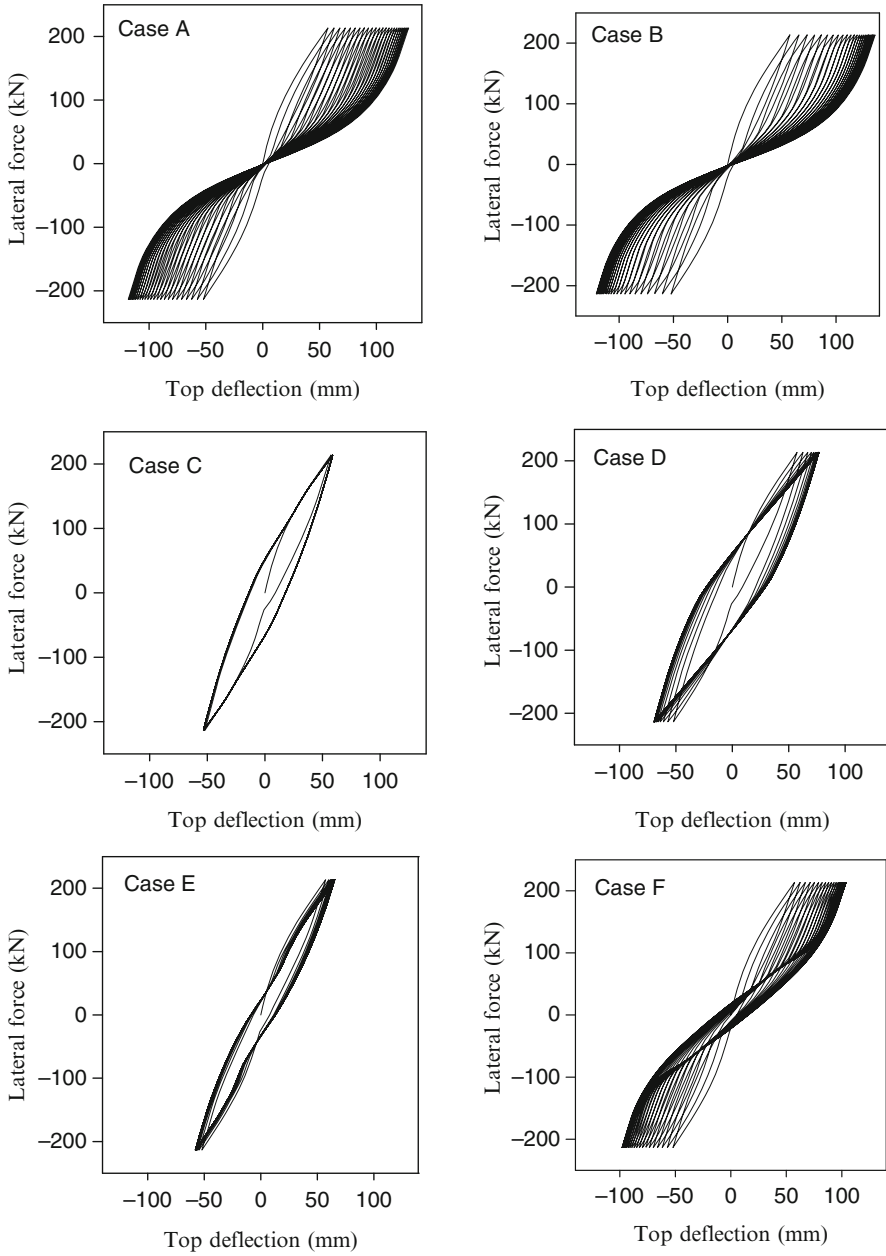 Case A
Lateral force (kN)
200
100
0
–100
–200
–100 –50 0 50 100
Top deflection (mm)
Case B
Lateral force (kN)
200
100
0
–100
–200
–100 –50 0 50 100
Top deflection (mm)
Case C
Lateral force (kN)
200
100
0
–100
–200
–100 –50 0 50 100
Top deflection (mm)
Case D
Lateral force (kN)
200
100
0
–100
–200
–100 –50 0 50 100
Top deflection (mm)
Case E
Lateral force (kN)
200
100
0
–100
–200
–100 –50 0 50 100
Top deflection (mm)
Case F
Lateral force (kN)
200
100
0
–100
–200
–100 –50 0 50 100
Top deflection (mm)